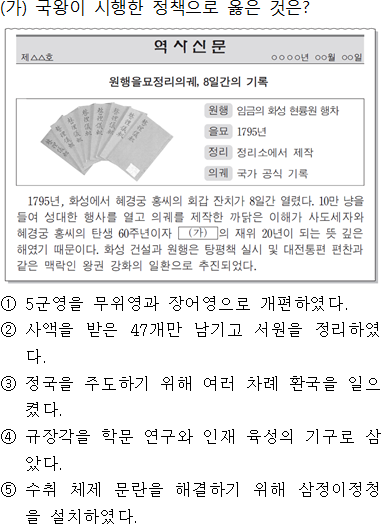 (가) 국왕이 시행한 정책으로 옳은 것은?
역사신문
제△△호
○○○○년 ○○월 ○○일
원행을묘정리의궤, 8일간의 기록
원행 임금의 화성 현륭원 행차
을묘 1795년
정리 정리소에서 제작
의궤 국가 공식 기록
1795년, 화성에서 혜경궁 홍씨의 회갑 잔치가 8일간 열렸다. 10만 냥을
들여 성대한 행사를 열고 의궤를 제작한 까닭은 이해가 사도세자와
혜경궁 홍씨의 탄생 60주년이자 (가) 의 재위 20년이 되는 뜻 깊은
해였기 때문이다. 화성 건설과 원행은 탕평책 실시 및 대전통편 편찬과
같은 맥락인 왕권 강화의 일환으로 추진되었다.
① 5군영을 무위영과 장어영으로 개편하였다.
② 사액을 받은 47개만 남기고 서원을 정리하였
다.
③ 정국을 주도하기 위해 여러 차례 환국을 일으
켰다.
④ 규장각을 학문 연구와 인재 육성의 기구로 삼
았다.
⑤ 수취 체제 문란을 해결하기 위해 삼정이정청
을 설치하였다.